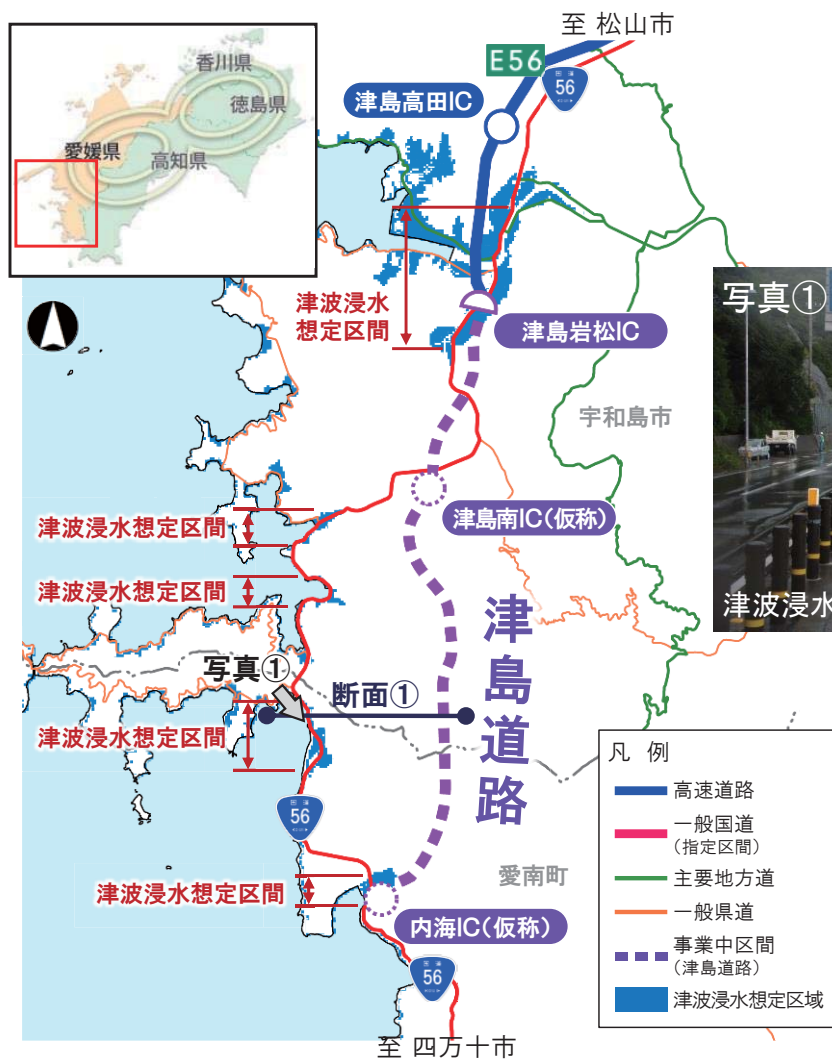 至 松山市
香川県
徳島県
愛媛県
高知県
E56
56
津島高田IC
津波浸水
想定区間
津島岩松IC
写真①
宇和島市
津波浸水想定区間
津島南IC(仮称)
津波浸水想定区間
津波浸水
津島道路
写真①
断面①
津波浸水想定区間
56
津波浸水想定区間
愛南町
内海IC(仮称)
56
至 四万十市
凡 例
高速道路
一般国道
(指定区間)
主要地方道
一般県道
事業中区間
(津島道路)
津波浸水想定区域